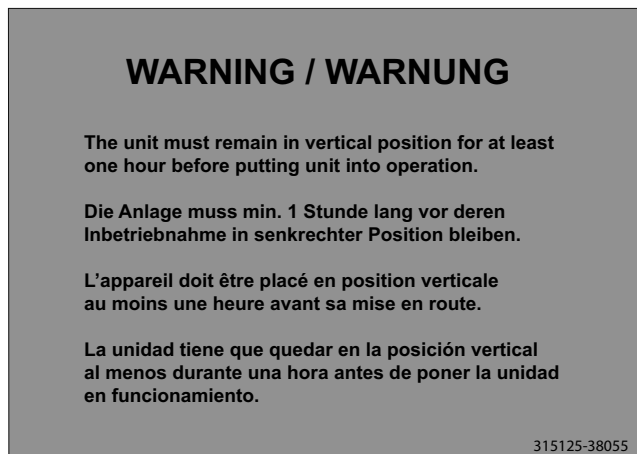 WARNING / WARNUNG
The unit must remain in vertical position for at least
one hour before putting unit into operation.
Die Anlage muss min. 1 Stunde lang vor deren
Inbetriebnahme in senkrechter Position bleiben.
L’appareil doit être placé en position verticale
au moins une heure avant sa mise en route.
La unidad tiene que quedar en la posición vertical
al menos durante una hora antes de poner la unidad
en funcionamiento.
315125-38055